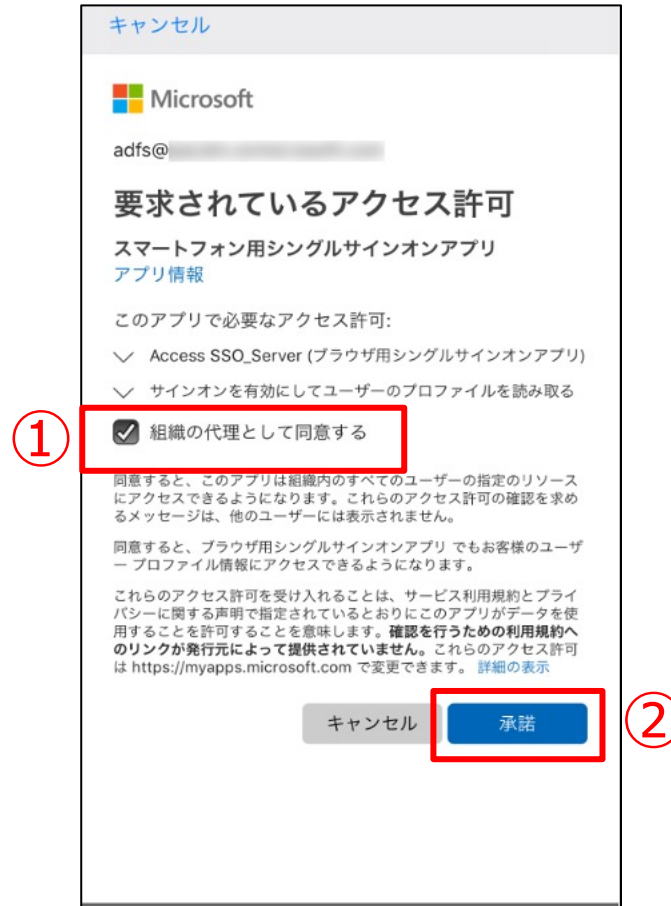 キャンセル
Microsoft
adfs@
要求されているアクセス許可
スマートフォン用シングルサインオンアプリ
アプリ情報
このアプリで必要なアクセス許可:
Access SSO_Server (ブラウザ用シングルサインオンアプリ)
サインオンを有効にしてユーザーのプロファイルを読み取る
① 組織の代理として同意する
同意すると、このアプリは組織内のすべてのユーザーの指定のリソース
にアクセスできるようになります。これらのアクセス許可の確認を求め
るメッセージは、他のユーザーには表示されません。
同意すると、ブラウザ用シングルサインオンアプリ でもお客様のユーザ
ー プロファイル情報にアクセスできるようになります。
これらのアクセス許可を受け入れることは、サービス利用規約とプライ
バシーに関する声明で指定されているとおりにこのアプリがデータを使
用することを許可することを意味します。確認を行うための利用規約へ
のリンクが発行元によって提供されていません。これらのアクセス許可
は https://myapps.microsoft.com で変更できます。 詳細の表示
キャンセル 承諾 ②